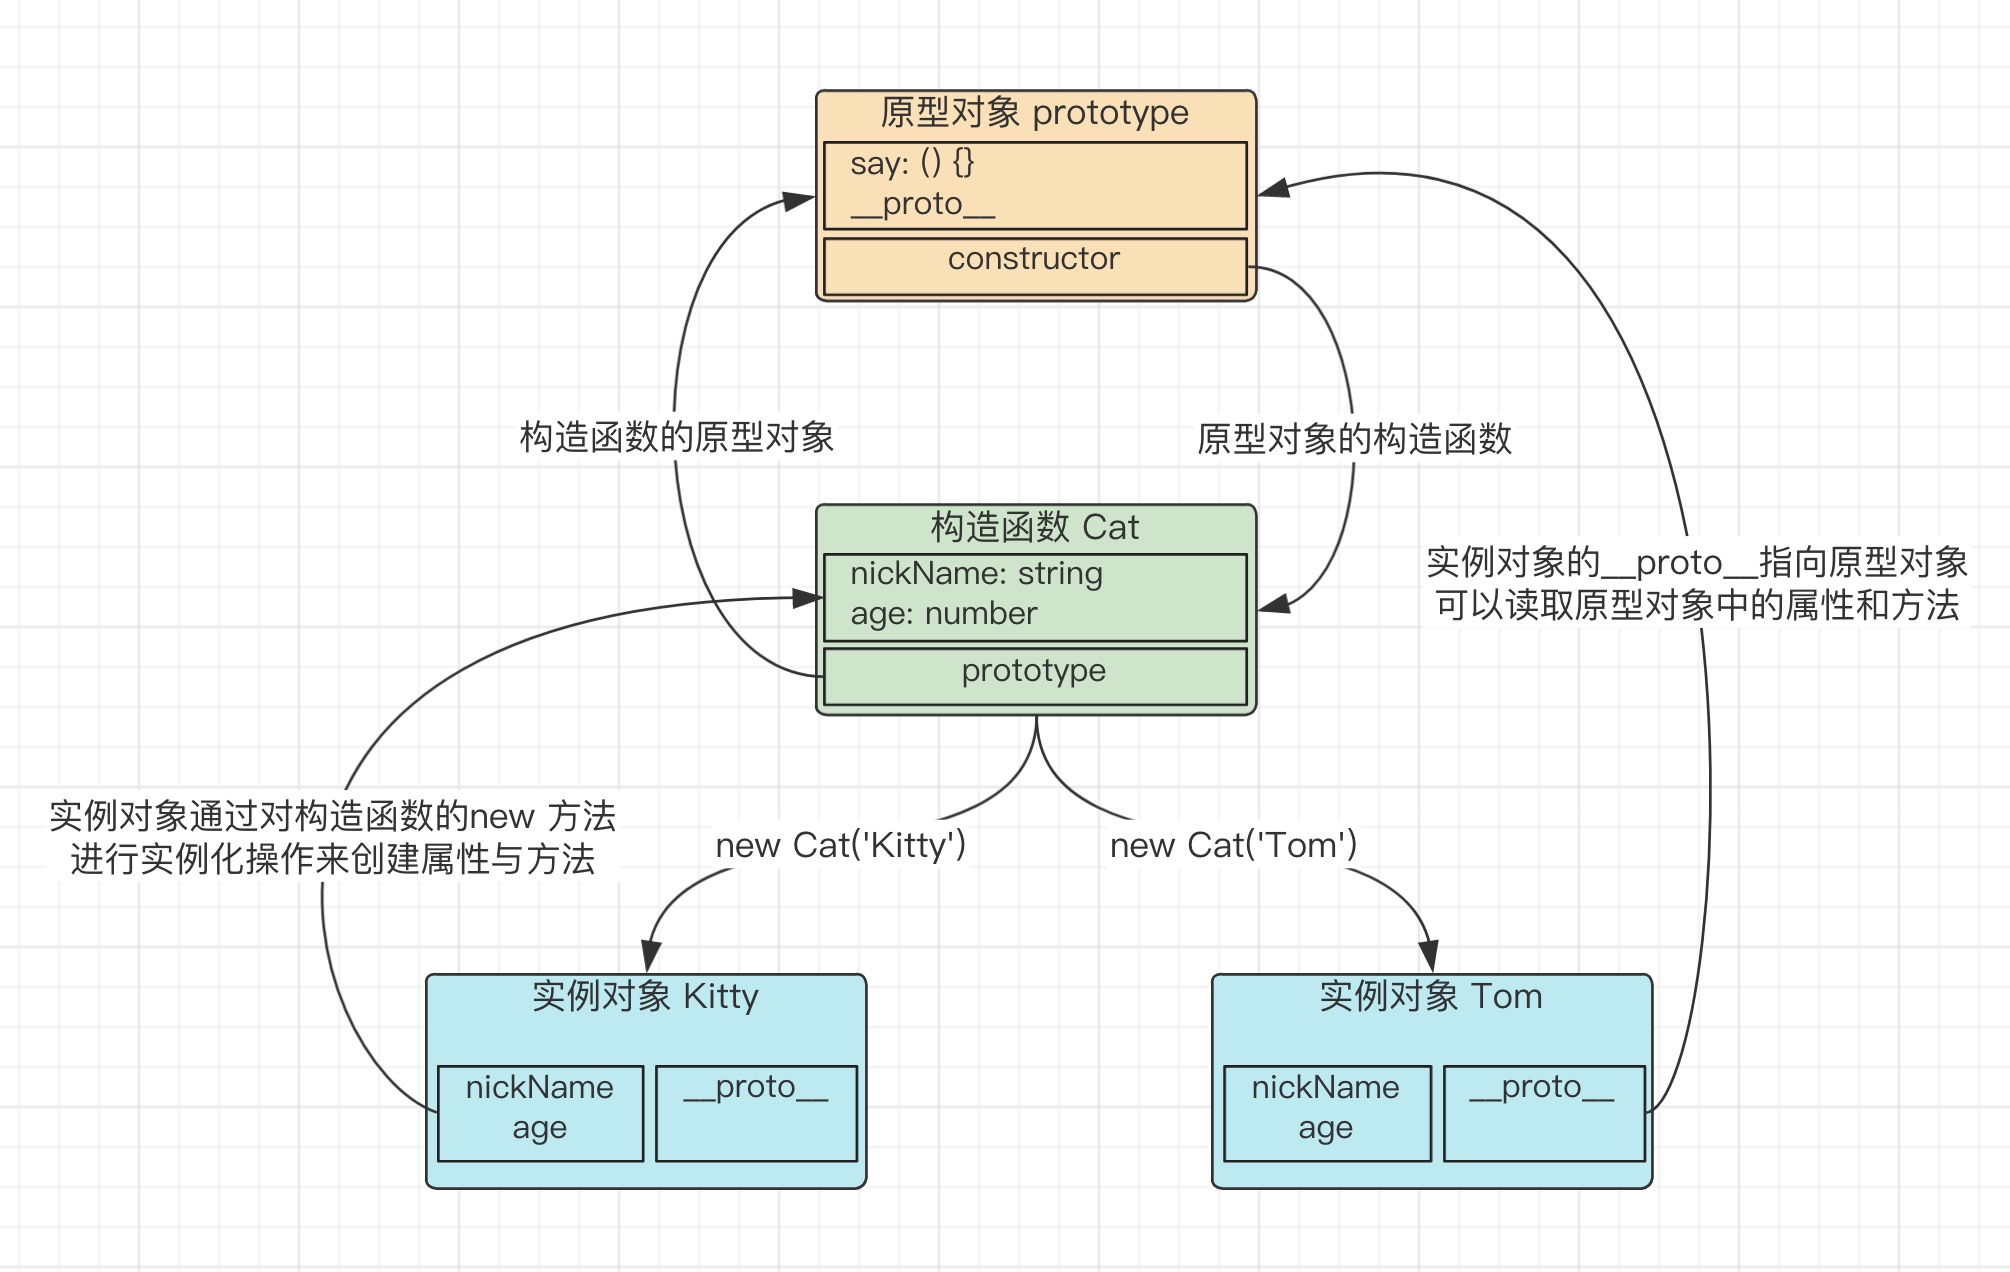 原型对象 prototype
say: () {}
__proto__
constructor
构造函数的原型对象
原型对象的构造函数
构造函数 Cat
nickName: string
age: number
prototype
实例对象的__proto__指向原型对象
可以读取原型对象中的属性和方法
实例对象通过对构造函数的new 方法
进行实例化操作来创建属性与方法
new Cat('Kitty')
new Cat('Tom')
实例对象 Kitty
nickName
age
__proto__
实例对象 Tom
nickName
age
__proto__